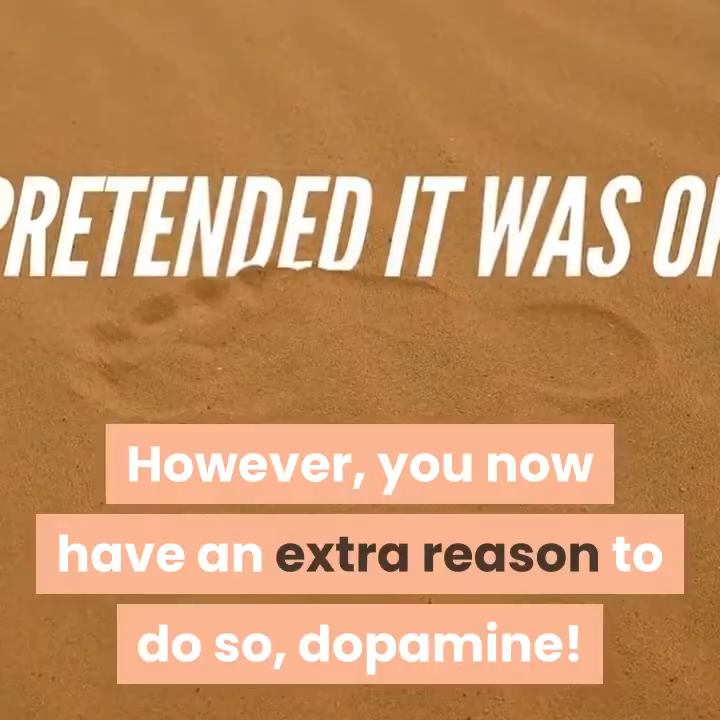 PRETENDED IT WAS
However, you now
have an extra reason to
do so, dopamine!